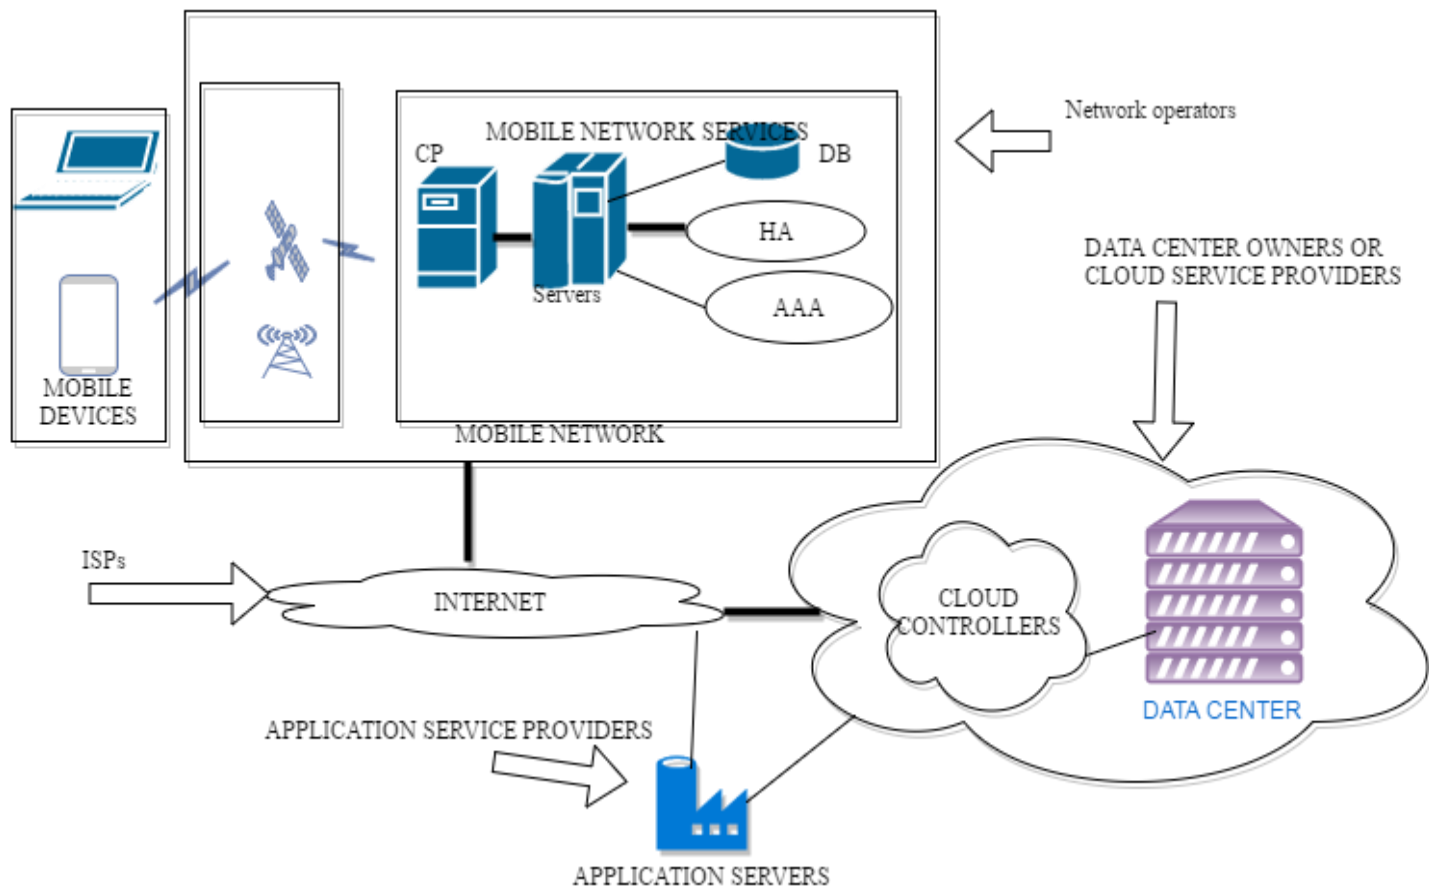 Network operators
MOBILE NETWORK SERVICES
CP
DB
HA
Servers
AAA
MOBILE
DEVICES
MOBILE NETWORK
DATA CENTER OWNERS OR
CLOUD SERVICE PROVIDERS
ISPs
INTERNET
CLOUD
CONTROLLERS
DATA CENTER
APPLICATION SERVICE PROVIDERS
APPLICATION SERVERS